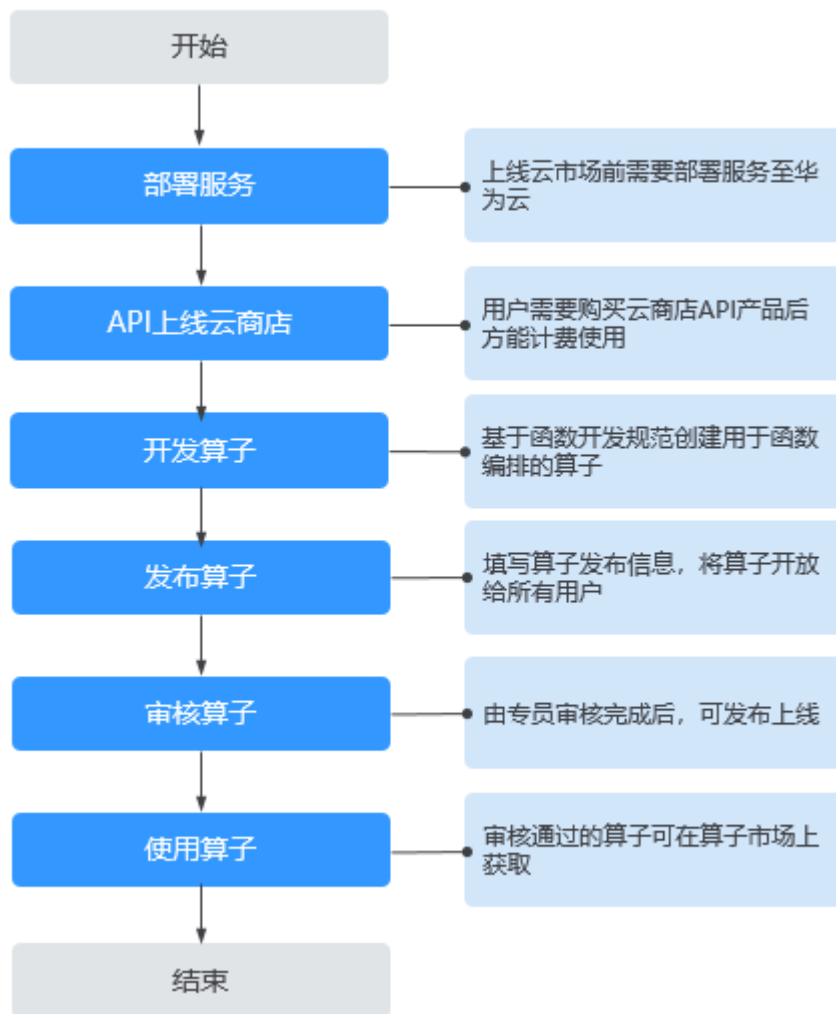 开始
部署服务
上线云市场前需要部署服务至华
为云
API上线云商店
用户需要购买云商店API产品后
方能计费使用
开发算子
基于函数开发规范创建用于函数
编排的算子
发布算子
填写算子发布信息，将算子开放
给所有用户
审核算子
由专员审核完成后，可发布上线
使用算子
审核通过的算子可在算子市场上
获取
结束